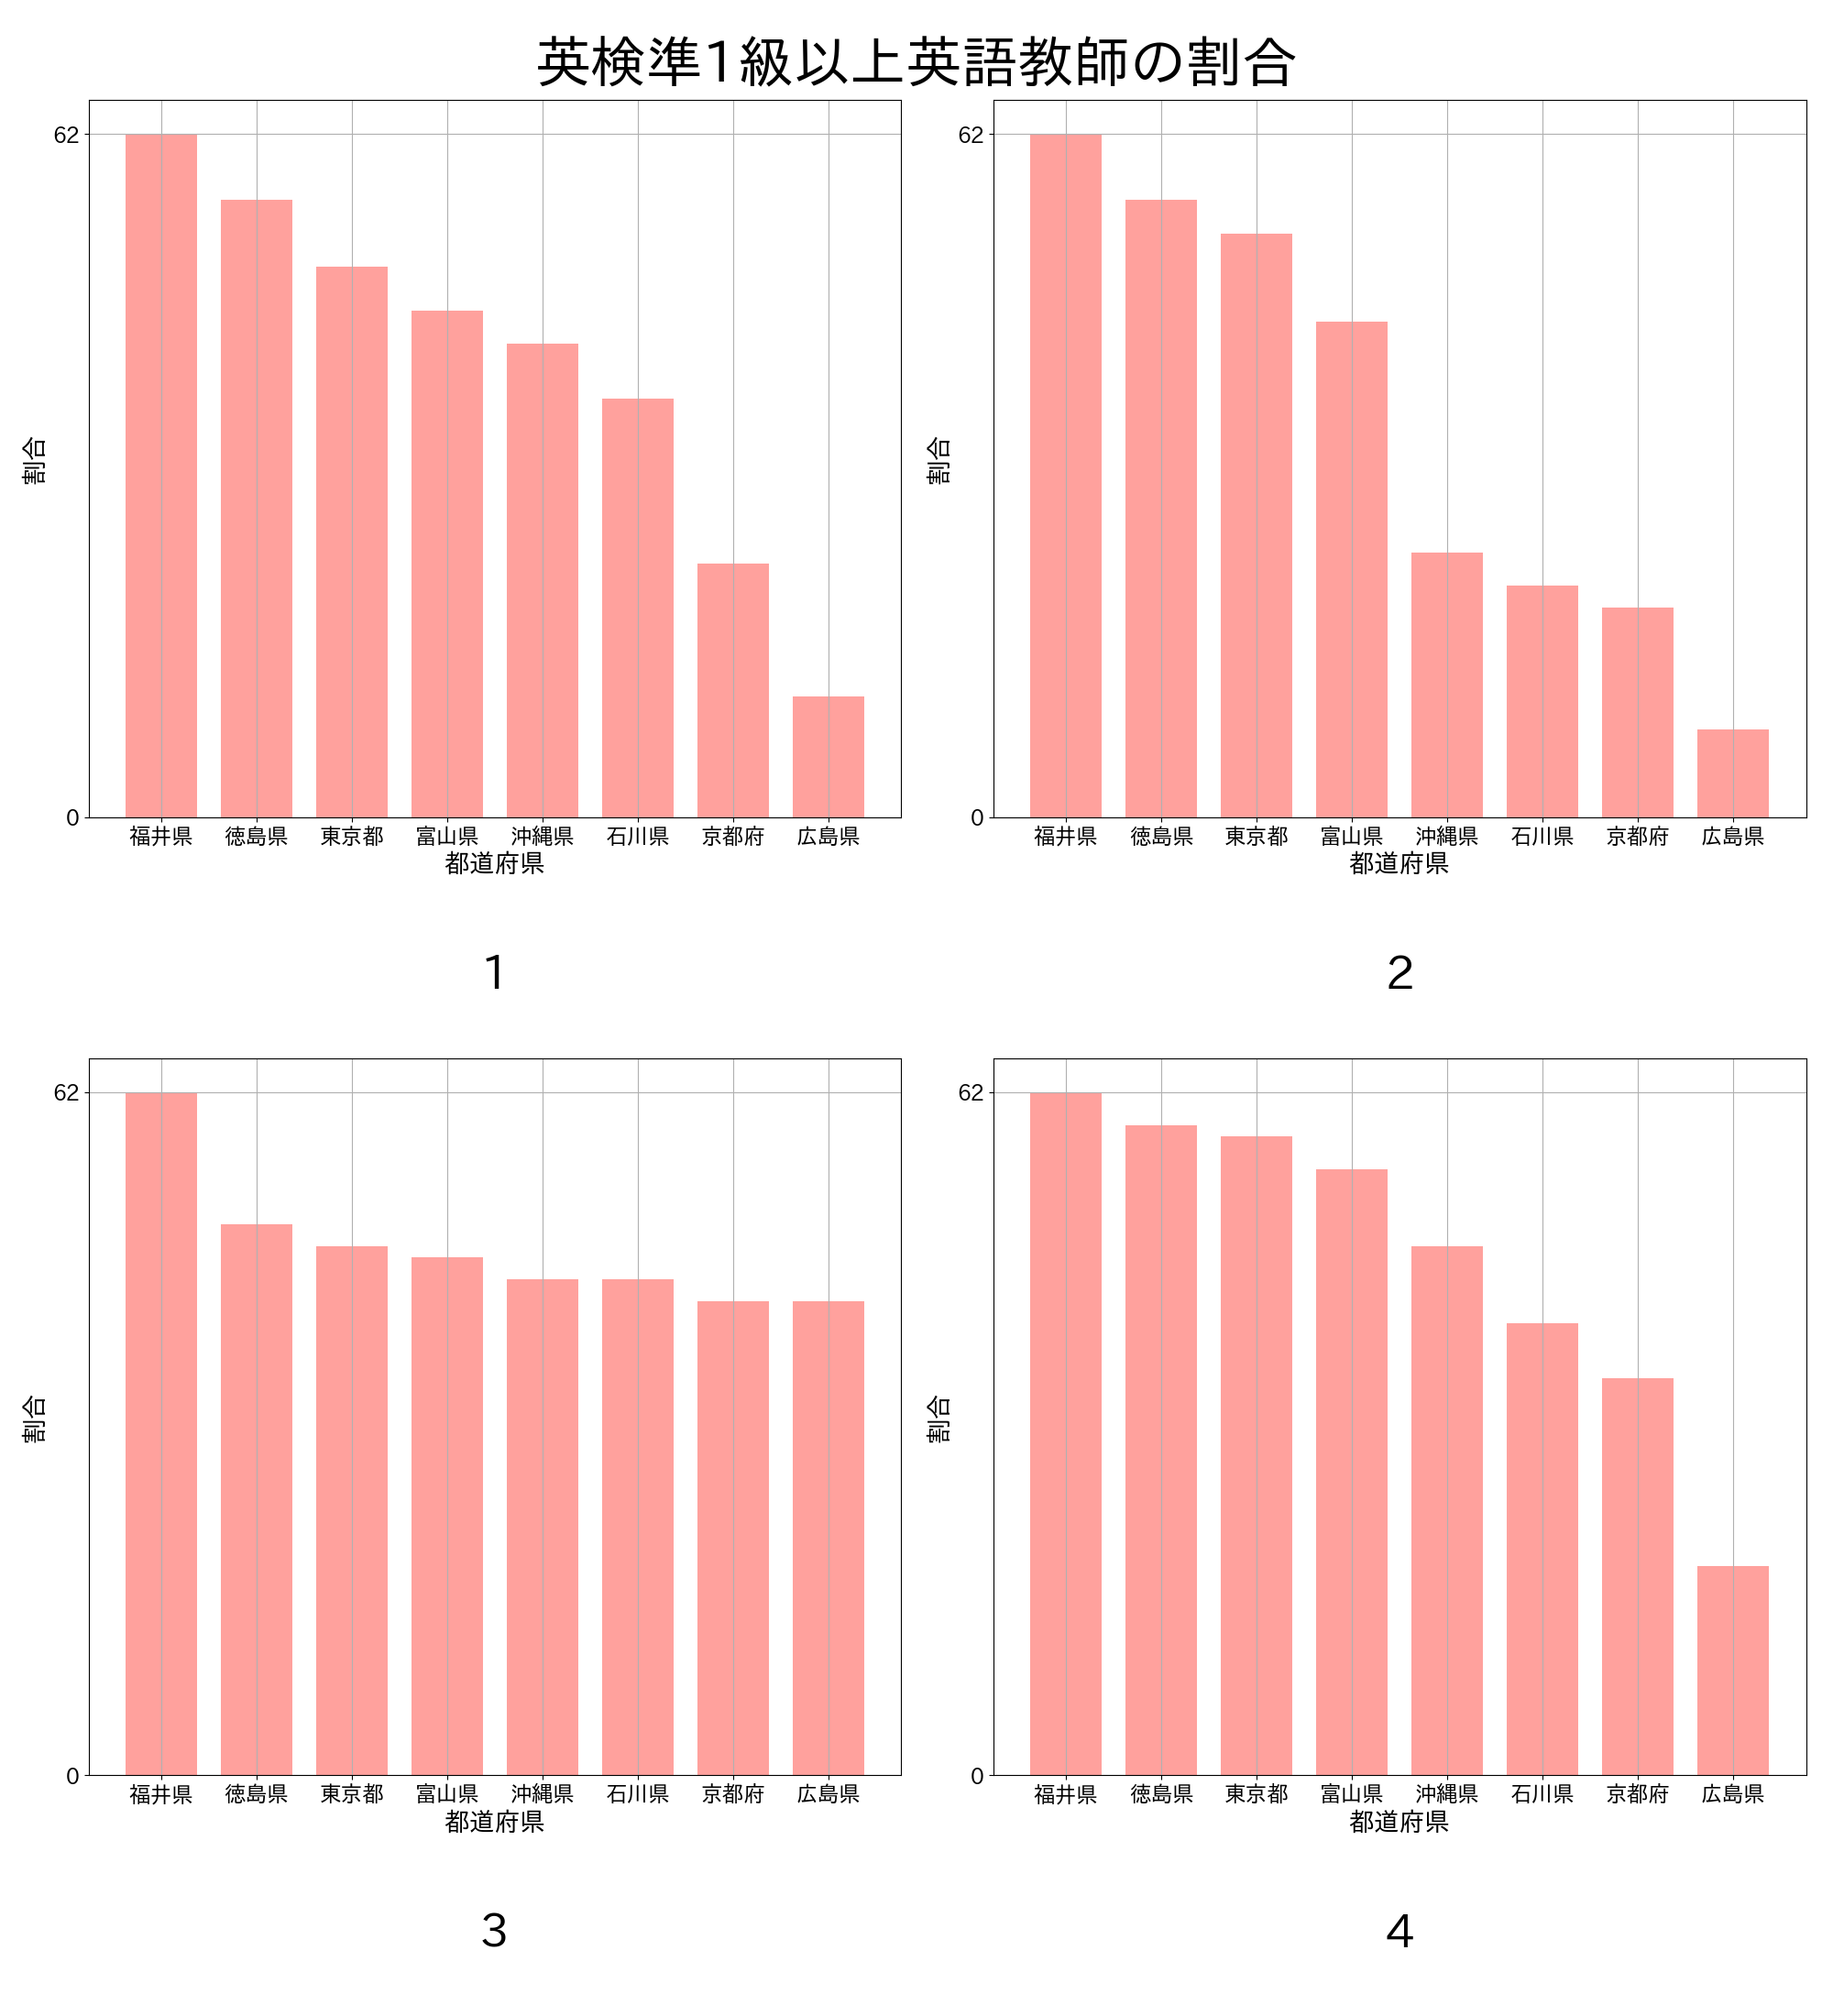 英検準1級以上英語教師の割合
62
0
割合
福井県 徳島県 東京都 富山県 沖縄県 石川県 京都府 広島県
都道府県
1
62
0
割合
福井県 徳島県 東京都 富山県 沖縄県 石川県 京都府 広島県
都道府県
2
62
0
割合
福井県 徳島県 東京都 富山県 沖縄県 石川県 京都府 広島県
都道府県
3
62
0
割合
福井県 徳島県 東京都 富山県 沖縄県 石川県 京都府 広島県
都道府県
4